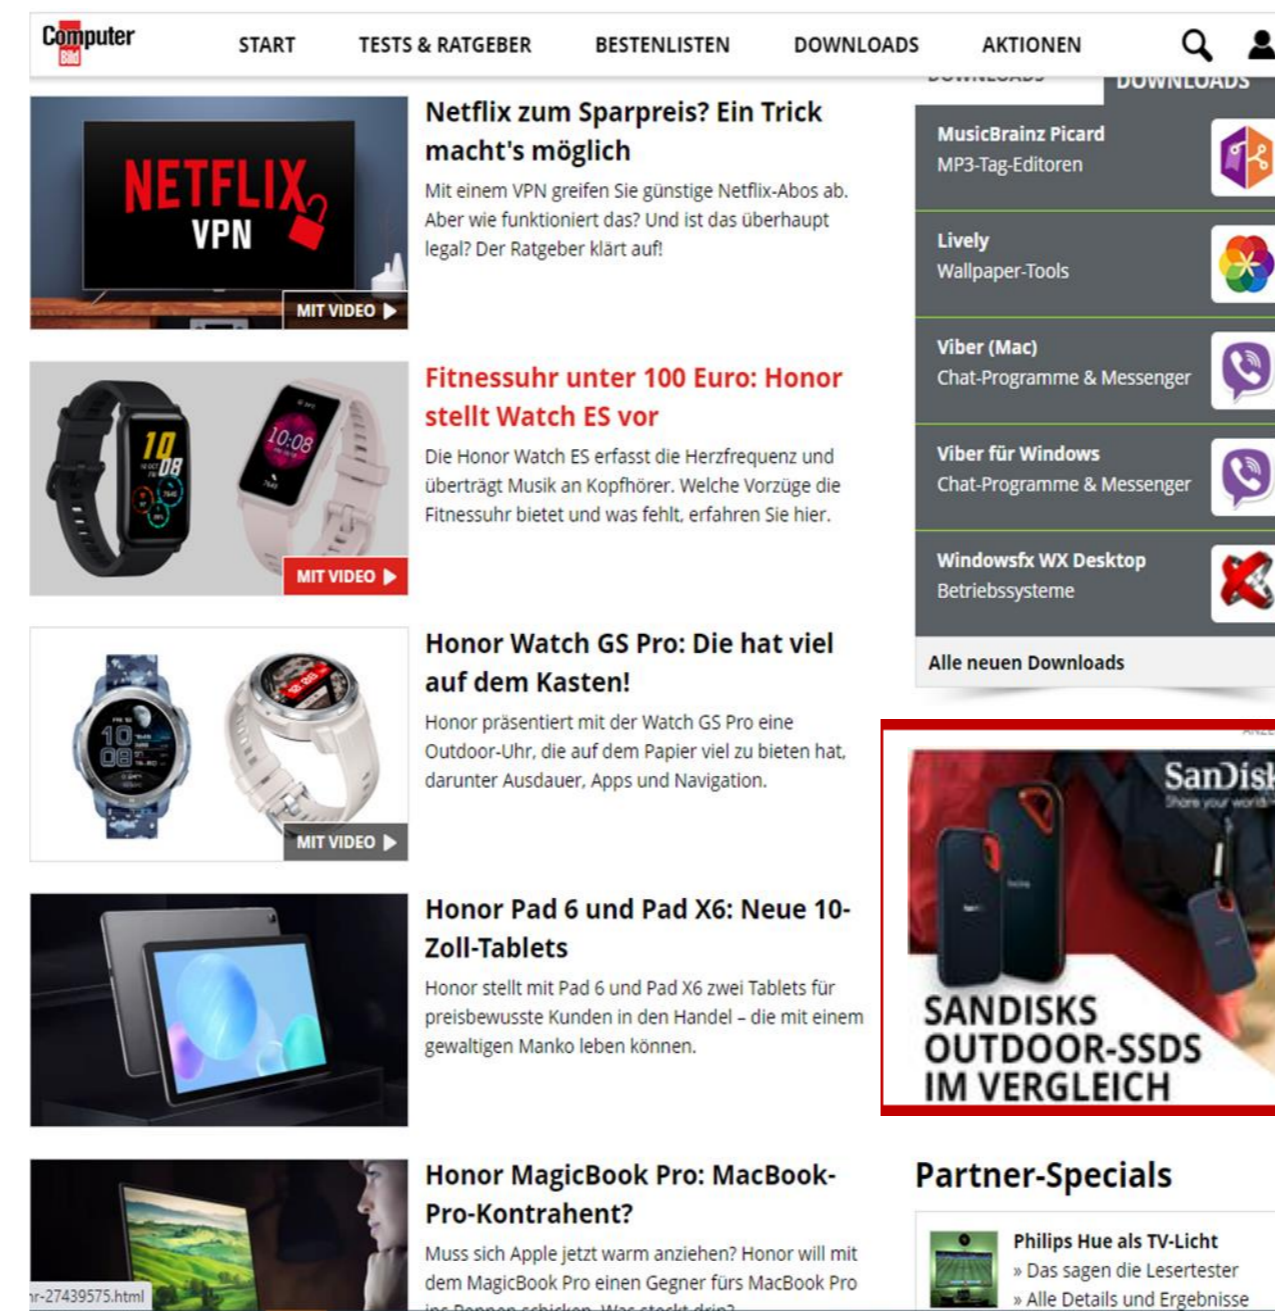 Computer
Bild
START
TESTS & RATGEBER
BESTENLISTEN
DOWNLOADS
AKTIONEN
NETFLIX
VPN
MIT VIDEO
Netflix zum Sparpreis? Ein Trick
macht's möglich
Mit einem VPN greifen Sie günstige Netflix-Abos ab.
Aber wie funktioniert das? Und ist das überhaupt
legal? Der Ratgeber klärt auf!
MIT VIDEO
Fitnessuhr unter 100 Euro: Honor
stellt Watch ES vor
Die Honor Watch ES erfasst die Herzfrequenz und
überträgt Musik an Kopfhörer. Welche Vorzüge die
Fitnessuhr bietet und was fehlt, erfahren Sie hier.
MIT VIDEO
Honor Watch GS Pro: Die hat viel
auf dem Kasten!
Honor präsentiert mit der Watch GS Pro eine
Outdoor-Uhr, die auf dem Papier viel zu bieten hat,
darunter Ausdauer, Apps und Navigation.
Honor Pad 6 und Pad X6: Neue 10-
Zoll-Tablets
Honor stellt mit Pad 6 und Pad X6 zwei Tablets für
preisbewusste Kunden in den Handel – die mit einem
gewaltigen Manko leben können.
Honor MagicBook Pro: MacBook-
Pro-Kontrahent?
Muss sich Apple jetzt warm anziehen? Honor will mit
dem MagicBook Pro einen Gegner fürs MacBook Pro
ins Rennen schicken. Was steckt drin?
nr-27439575.html
DOWNLOADS
DOWNLOADS
MusicBrainz Picard
MP3-Tag-Editoren
Lively
Wallpaper-Tools
Viber (Mac)
Chat-Programme & Messenger
Viber für Windows
Chat-Programme & Messenger
Windowsfx WX Desktop
Betriebssysteme
Alle neuen Downloads
SanDisk
Share your world
SANDISKS
OUTDOOR-SSDS
IM VERGLEICH
Partner-Specials
Philips Hue als TV-Licht
» Das sagen die Lesertester
» Alle Details und Ergebnisse